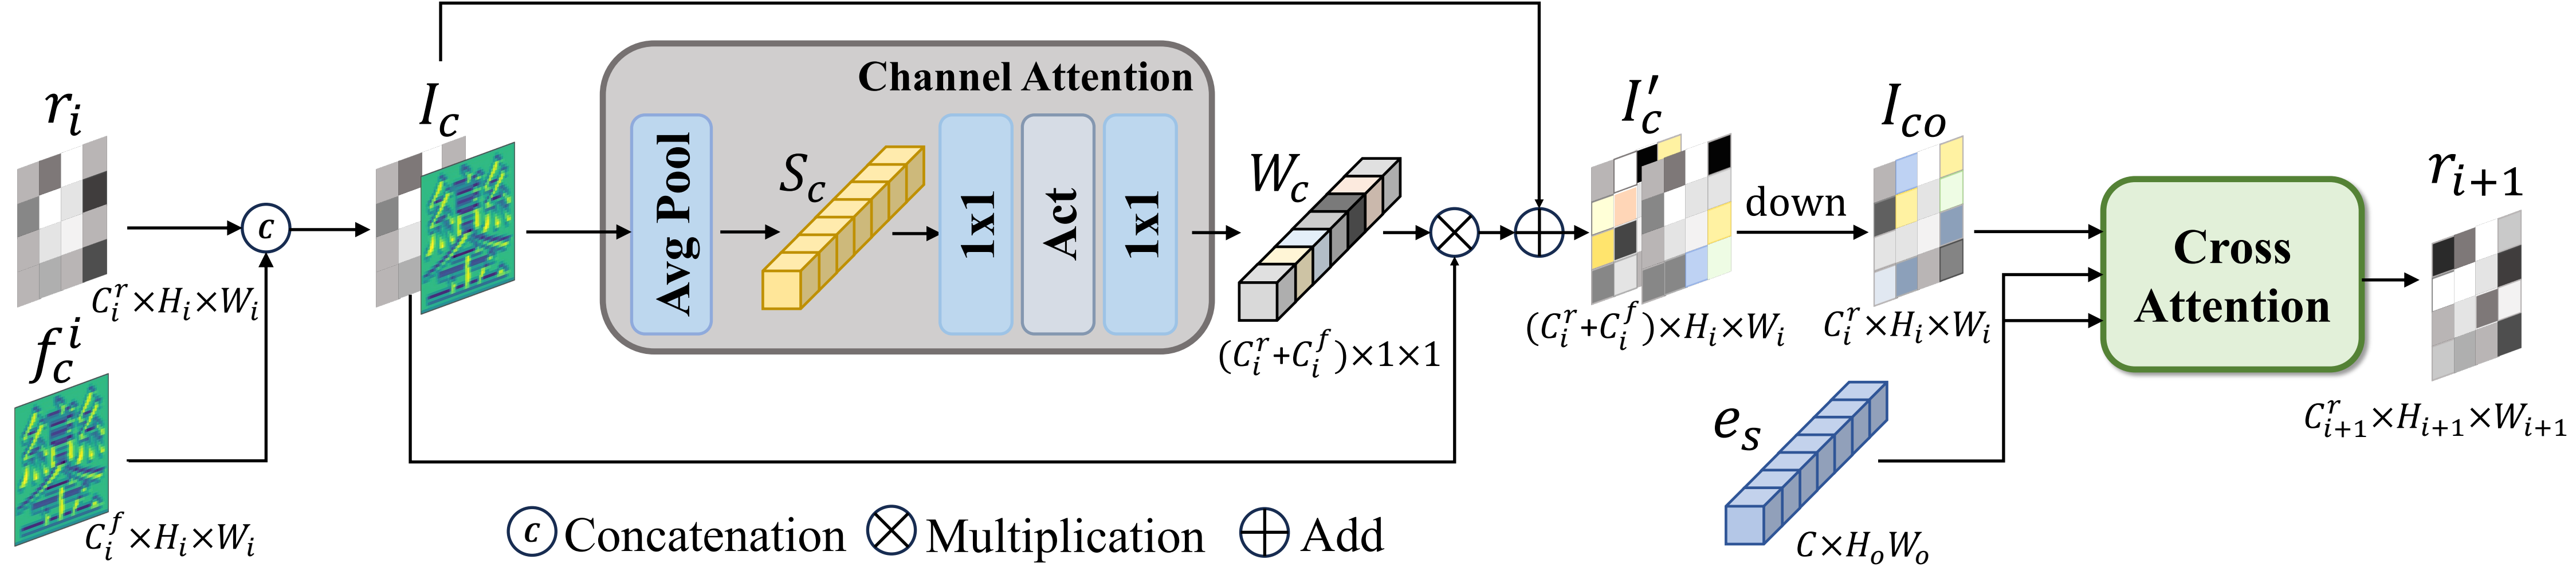 r_i
C_i^r×H_i×W_i
f_c^i
C_i^f×H_i×W_i
c
I_c
Channel Attention
Avg Pool
S_c
1x1
Act
1x1
W_c
(C_i^r+C_i^f)×1×1
I'_c
(C_i^r+C_i^f)×H_i×W_i
down
I_co
C_i^r×H_i×W_i
e_s
C×H_oW_o
Cross
Attention
r_{i+1}
C_{i+1}^r×H_{i+1}×W_{i+1}
c Concatenation
Multiplication
Add